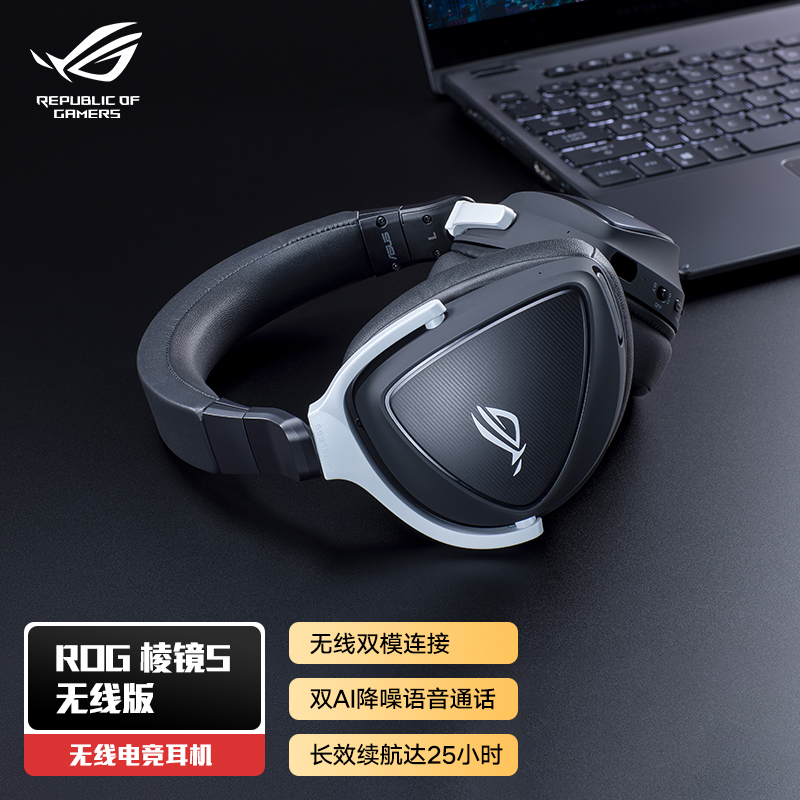 REPUBLIC OF
GAMERS
ASUS
L
ROG 棱镜S
无线版
无线电竞耳机
无线双模连接
双AI降噪语音通话
长效续航达25小时